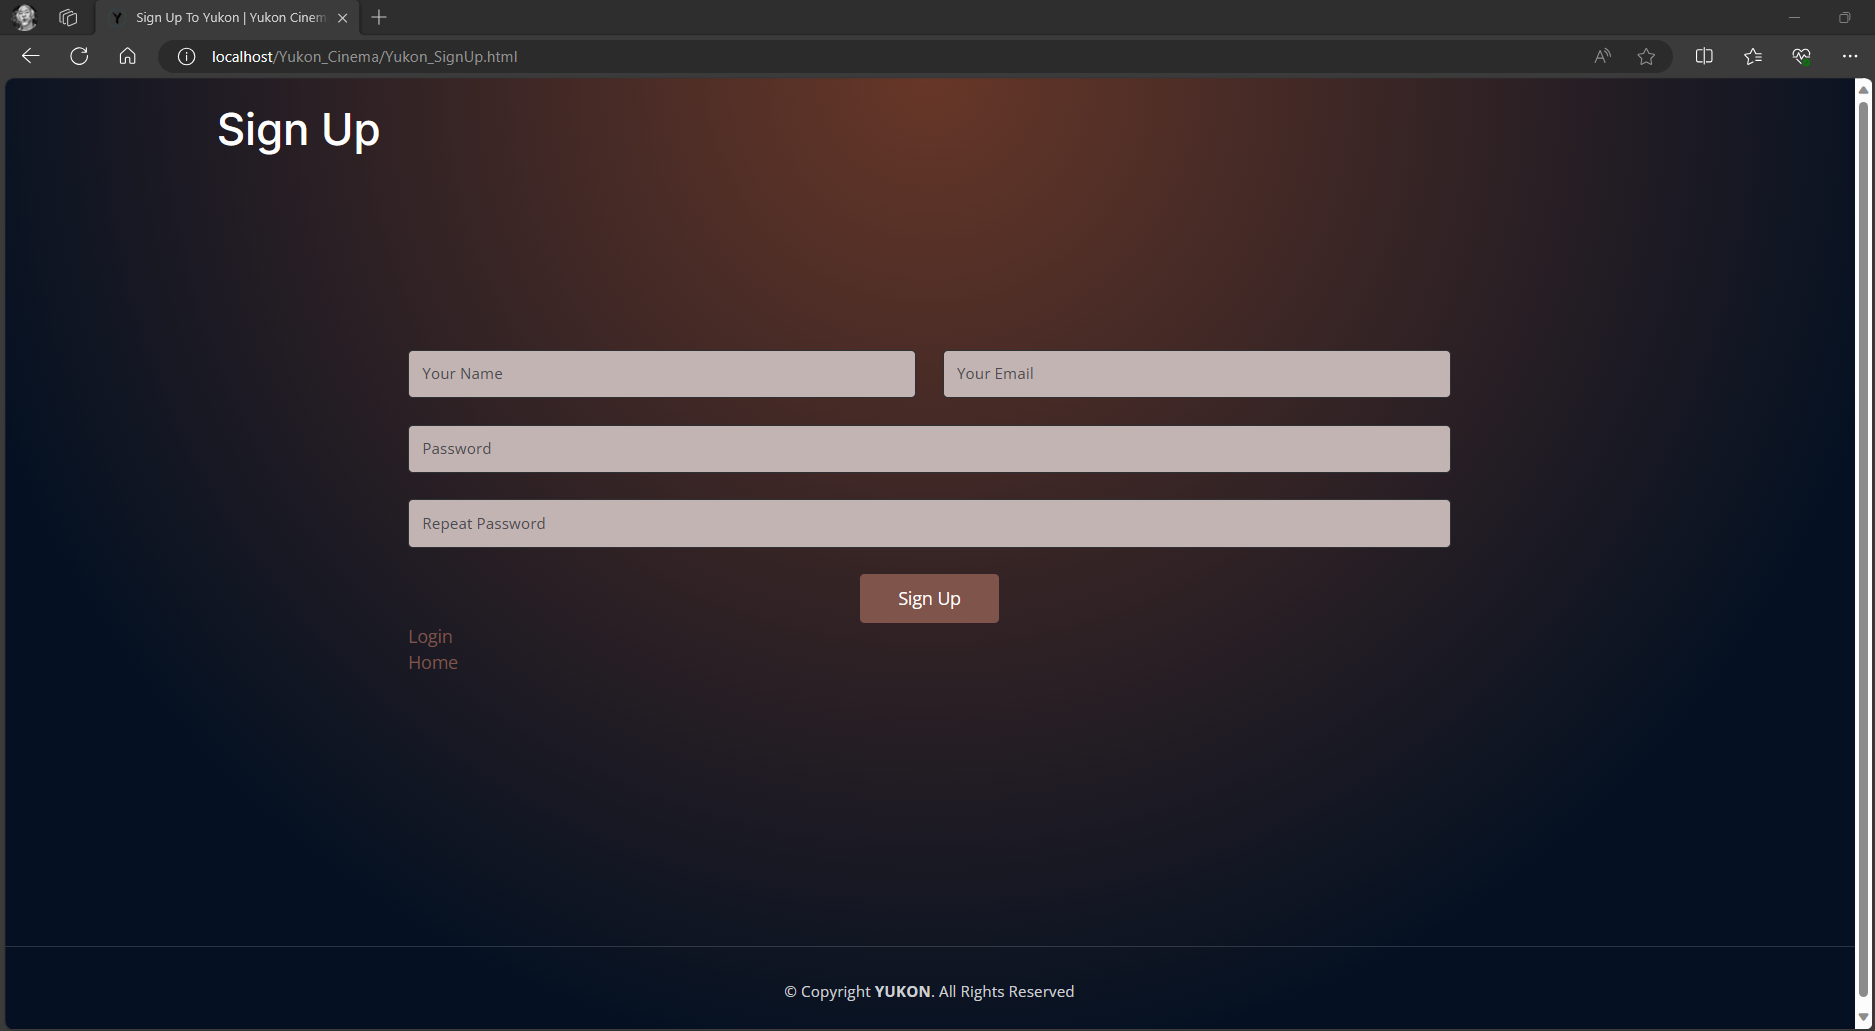 Sign Up To Yukon | Yukon Cinem
localhost/Yukon_Cinema/Yukon_SignUp.html
Sign Up
Your Name
Your Email
Password
Repeat Password
Sign Up
Login
Home
© Copyright YUKON. All Rights Reserved